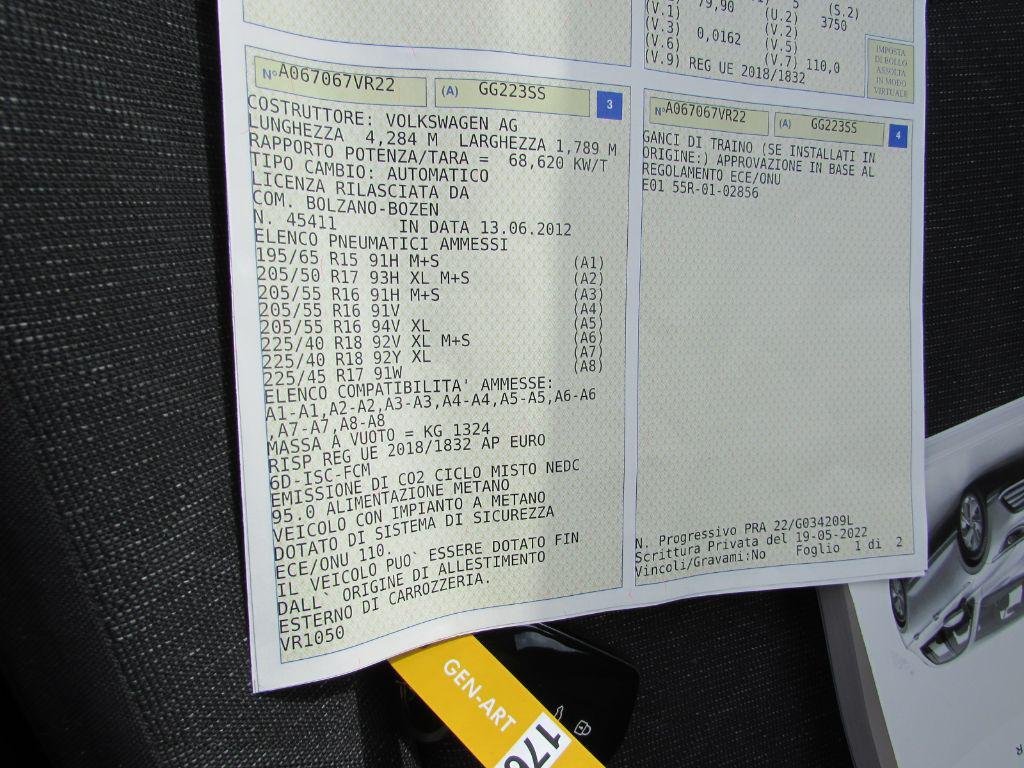 (S.2)
(V.1) 79,90 (U.2) 3750
(V.3) (V.2)
(V.6) 0,0162 (V.5)
(V.7) 110,0
(V.9) REG UE 2018/1832
IMPOSTA
DI BOLLO
ASSOLTA
IN MODO
VIRTUALE
N° A067067VR22 (A) GG223SS 3
COSTRUTTORE: VOLKSWAGEN AG
LUNGHEZZA 4,284 M LARGHEZZA 1,789 M
RAPPORTO POTENZA/TARA = 68,620 KW/T
TIPO CAMBIO: AUTOMATICO
LICENZA RILASCIATA DA
COM. BOLZANO-BOZEN
N. 45411 IN DATA 13.06.2012
ELENCO PNEUMATICI AMMESSI
195/65 R15 91H M+S (A1)
205/50 R17 93H XL M+S (A2)
205/55 R16 91H M+S (A3)
205/55 R16 91V (A4)
205/55 R16 94V XL (A5)
225/40 R18 92V XL M+S (A6)
225/40 R18 92Y XL (A7)
225/45 R17 91W (A8)
ELENCO COMPATIBILITA' AMMESSE:
A1-A1,A2-A2,A3-A3,A4-A4,A5-A5,A6-A6
,A7-A7,A8-A8
MASSA A VUOTO = KG 1324
RISP REG UE 2018/1832 AP EURO
6D-ISC-FCM
EMISSIONE DI CO2 CICLO MISTO NEDC
95.0 ALIMENTAZIONE METANO
VEICOLO CON IMPIANTO A METANO
DOTATO DI SISTEMA DI SICUREZZA
ECE/ONU 110.
IL VEICOLO PUO` ESSERE DOTATO FIN
DALL` ORIGINE DI ALLESTIMENTO
ESTERNO DI CARROZZERIA.
VR1050
N° A067067VR22 (A) GG223SS 4
GANCI DI TRAINO (SE INSTALLATI IN
ORIGINE:) APPROVAZIONE IN BASE AL
REGOLAMENTO ECE/ONU
E01 55R-01-02856
N. Progressivo PRA 22/G034209L
Scrittura Privata del 19-05-2022
Vincoli/Gravami:No Foglio 1 di 2
GEN-ART
176